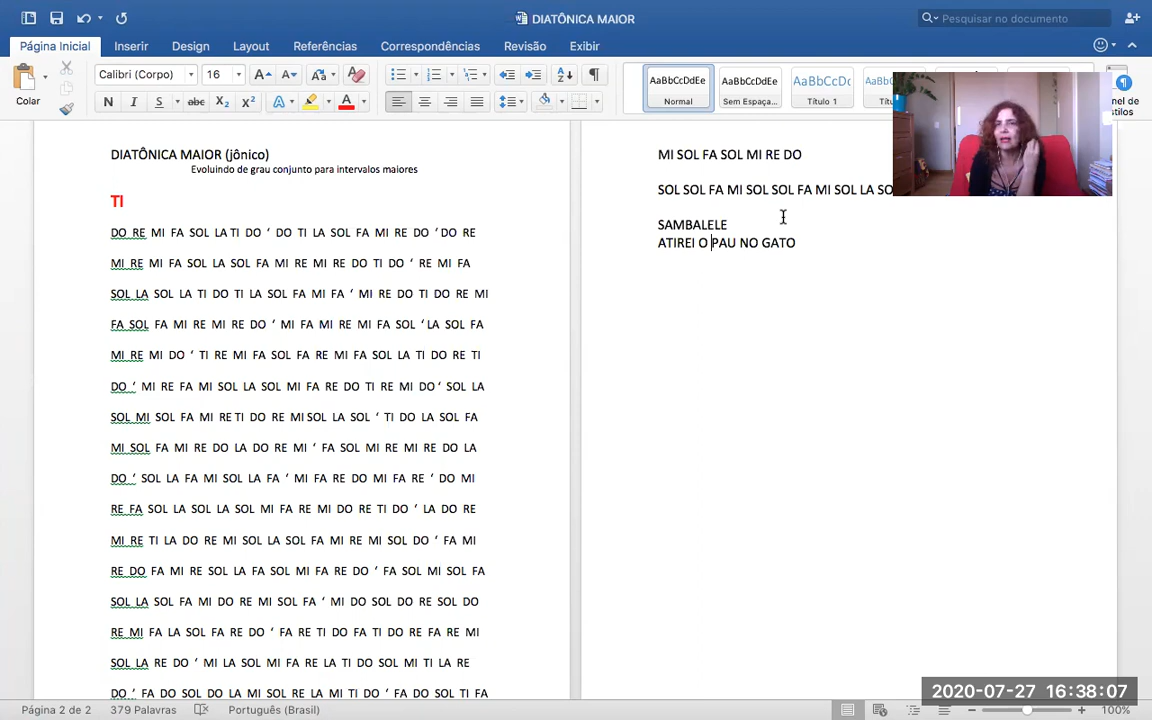 DIATÔNICA MAIOR
Pesquisar no documento
Página Inicial Inserir Design Layout Referências Correspondências Revisão Exibir
Colar
Calibri (Corpo) 16
AaBbCcDdEe AaBbCcDdEe AaBbCcDc
Normal Sem Espaça... Título 1
DIATÔNICA MAIOR (jônico)
Evoluindo de grau conjunto para intervalos maiores
TI
DO RE MI FA SOL LA TI DO ‘ DO TI LA SOL FA MI RE DO ‘ DO RE
MI RE MI FA SOL LA SOL FA MI RE MI RE DO TI DO ‘ RE MI FA
SOL LA SOL LA TI DO TI LA SOL FA MI FA ‘ MI RE DO TI DO RE MI
FA SOL FA MI RE MI RE DO ‘ MI FA MI RE MI FA SOL ‘ LA SOL FA
MI RE MI DO ‘ TI RE MI FA SOL FA RE MI FA SOL LA TI DO RE TI
DO ‘ MI RE FA MI SOL LA SOL MI FA RE DO TI RE MI DO ‘ SOL LA
SOL MI SOL FA MI RE TI DO RE MI SOL LA SOL ‘ TI DO LA SOL FA
MI SOL FA MI RE DO LA DO RE MI ‘ FA SOL MI RE MI RE DO LA
DO ‘ SOL LA FA MI SOL LA FA ‘ MI FA RE DO MI FA RE ‘ DO MI
RE FA SOL LA SOL LA SOL MI FA RE MI DO RE TI DO ‘ LA DO RE
MI RE TI LA DO RE MI SOL LA SOL FA MI RE MI SOL DO ‘ FA MI
RE DO FA MI RE SOL LA FA SOL MI FA RE DO ‘ FA SOL MI SOL FA
SOL LA SOL FA MI DO RE MI SOL FA ‘ MI DO SOL DO RE SOL DO
RE MI FA LA SOL FA RE DO ‘ FA RE TI DO FA TI DO RE FA RE MI
SOL LA RE DO ‘ MI LA SOL MI FA RE LA TI DO SOL MI TI LA RE
DO ‘ FA DO SOL DO LA MI SOL RE LA MI TI DO ‘ FA DO SOL TI FA
MI SOL FA SOL MI RE DO
SOL SOL FA MI SOL SOL FA MI SOL LA SO
SAMBALELE
ATIREI O PAU NO GATO
Página 2 de 2 379 Palavras Português (Brasil)
2020-07-27 16:38:07
100%